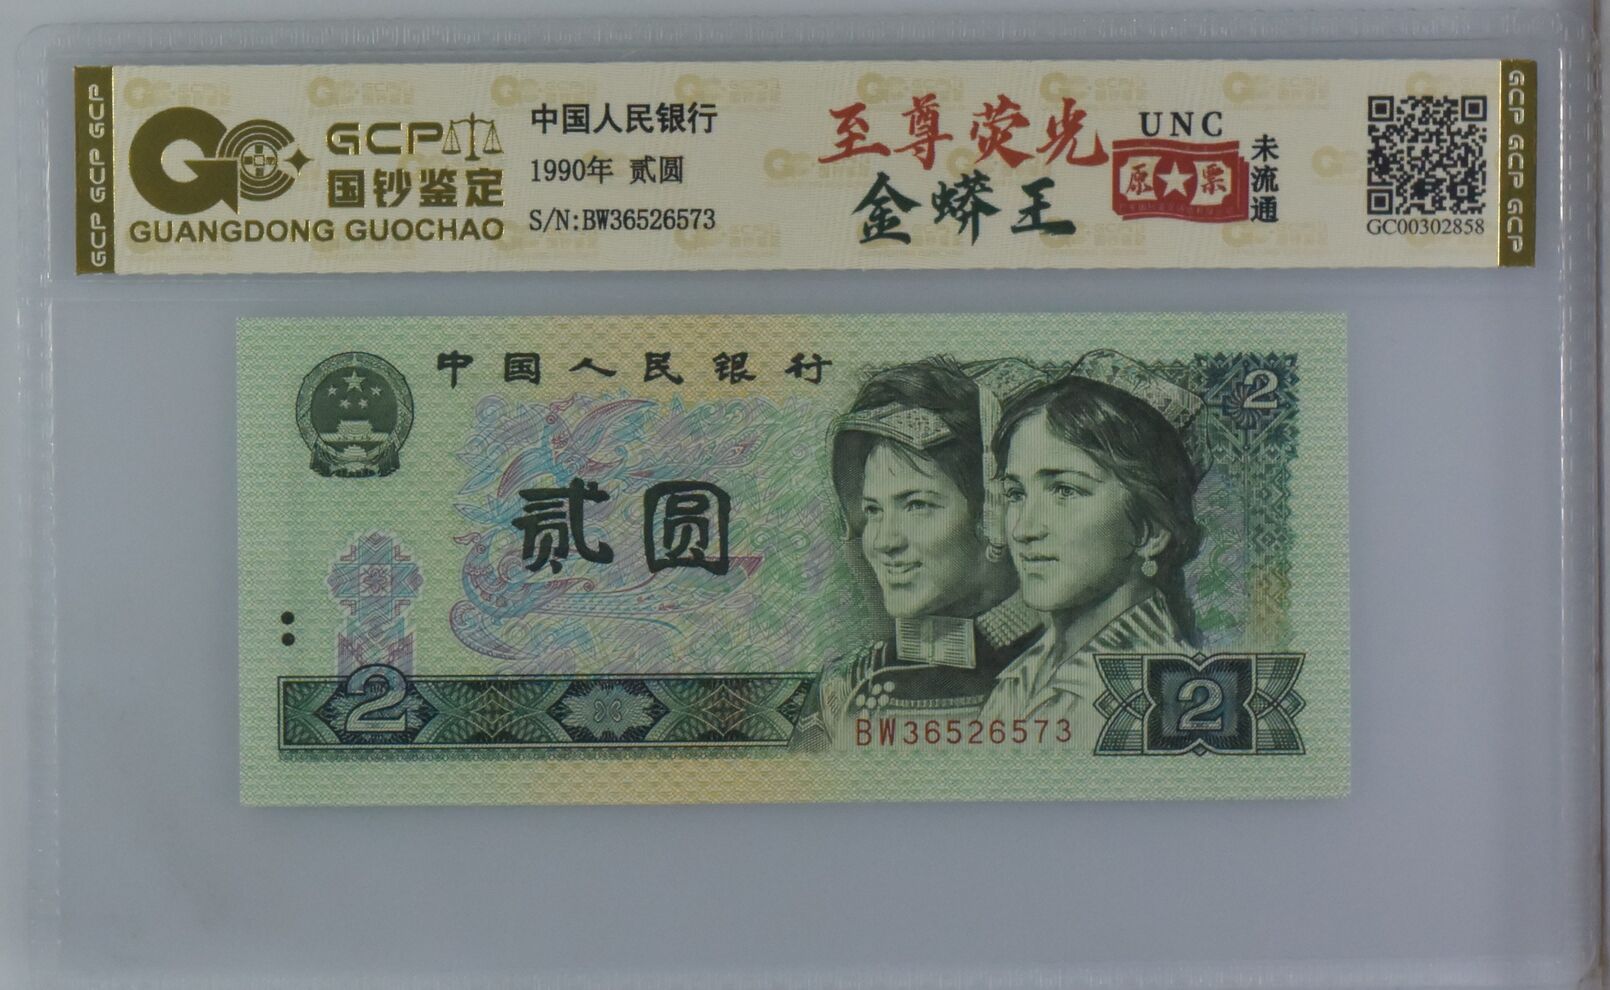 GCP GCP GCP
GCP
国钞鉴定
GUANGDONG GUOCHAO
中国人民银行
1990年 贰圆
S/N:BW36526573
至尊荧光
金蟒王
UNC
原★票
未流通
GC00302858
GCP GCP GCP
中国人民银行
2
贰圆
2
BW36526573
2